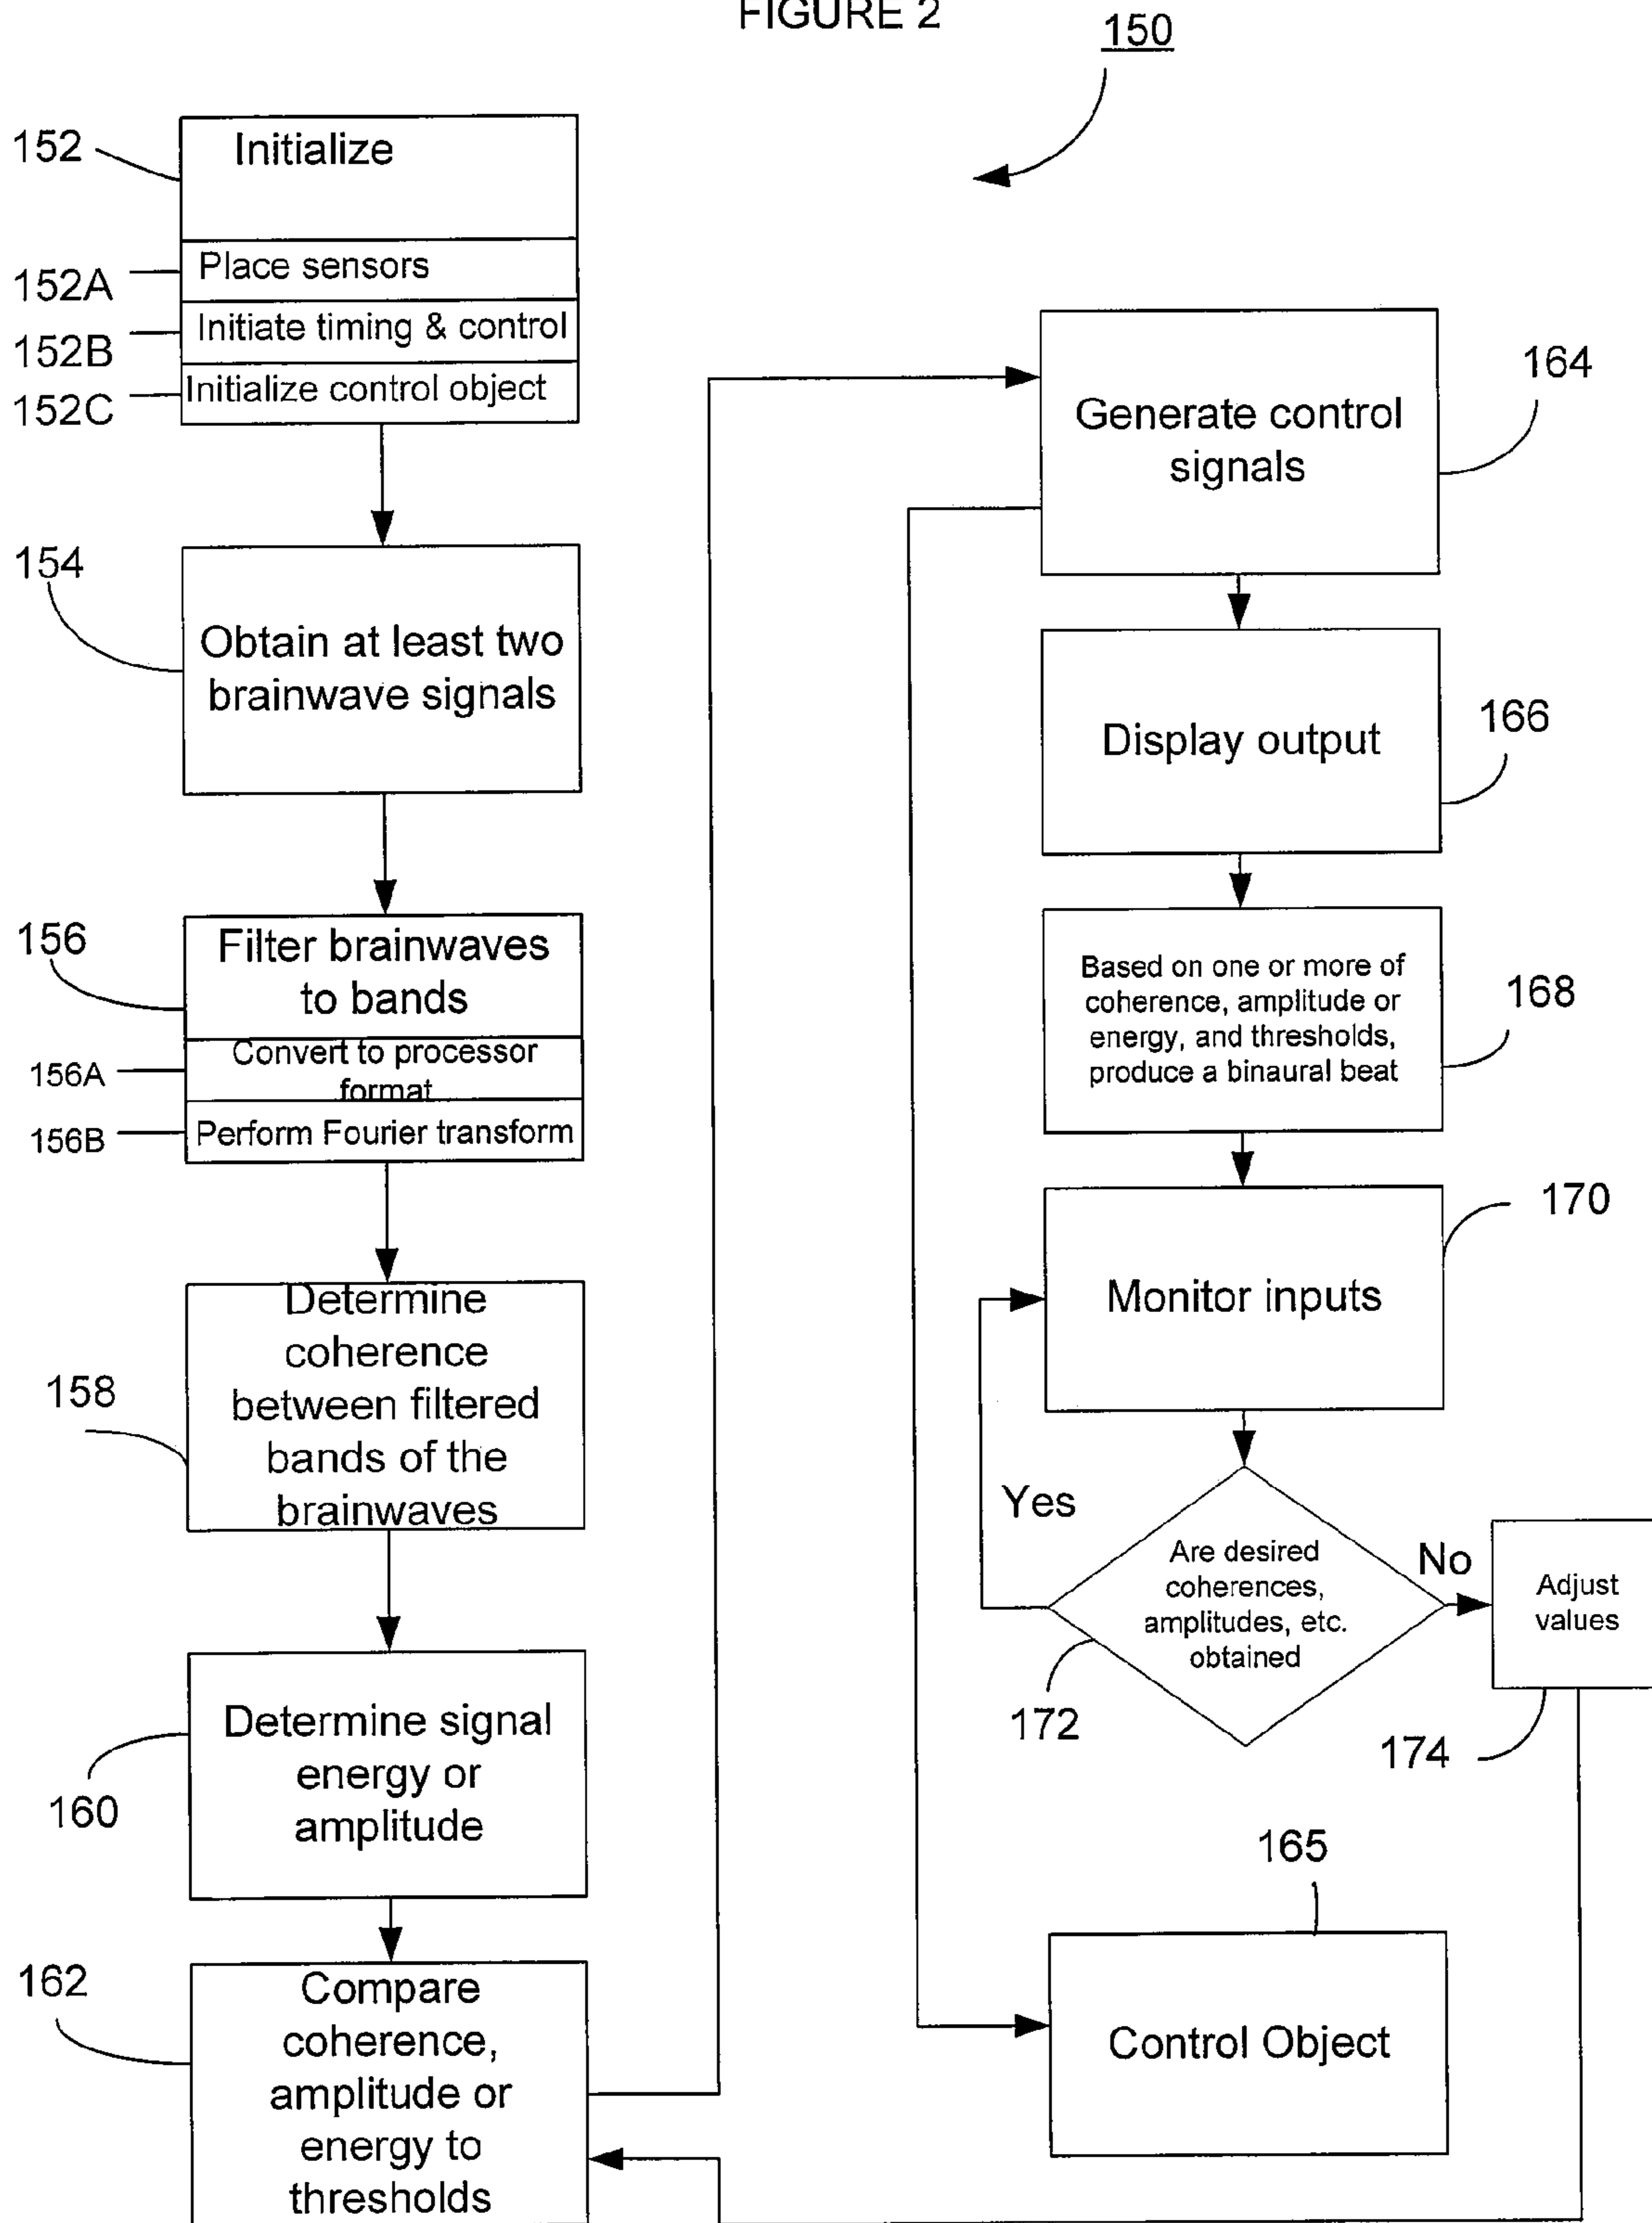 FIGURE 2
150
152
Initialize
152A
Place sensors
152B
Initiate timing & control
152C
Initialize control object
154
Obtain at least two
brainwave signals
156
Filter brainwaves
to bands
156A
Convert to processor
format
156B
Perform Fourier transform
158
Determine
coherence
between filtered
bands of the
brainwaves
160
Determine signal
energy or
amplitude
162
Compare
coherence,
amplitude or
energy to
thresholds
164
Generate control
signals
166
Display output
168
Based on one or more of
coherence, amplitude or
energy, and thresholds,
produce a binaural beat
170
Monitor inputs
Yes
Are desired
coherences,
amplitudes, etc.
obtained
172
No
Adjust
values
174
165
Control Object